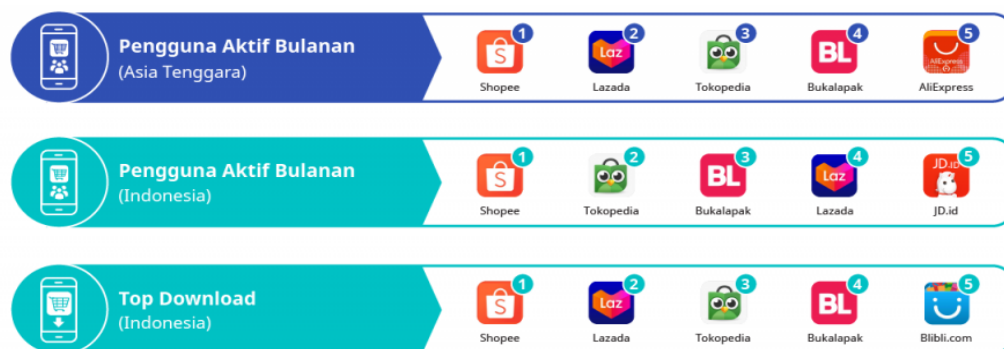 Pengguna Aktif Bulanan
(Asia Tenggara)
S 1
Laz 2
3
BL 4
AliExpress 5
Shopee
Lazada
Tokopedia
Bukalapak
AliExpress
Pengguna Aktif Bulanan
(Indonesia)
S 1
2
BL 3
Laz 4
JD.ID 5
Shopee
Tokopedia
Bukalapak
Lazada
JD.id
Top Download
(Indonesia)
S 1
Laz 2
3
BL 4
5
Shopee
Lazada
Tokopedia
Bukalapak
Blibli.com